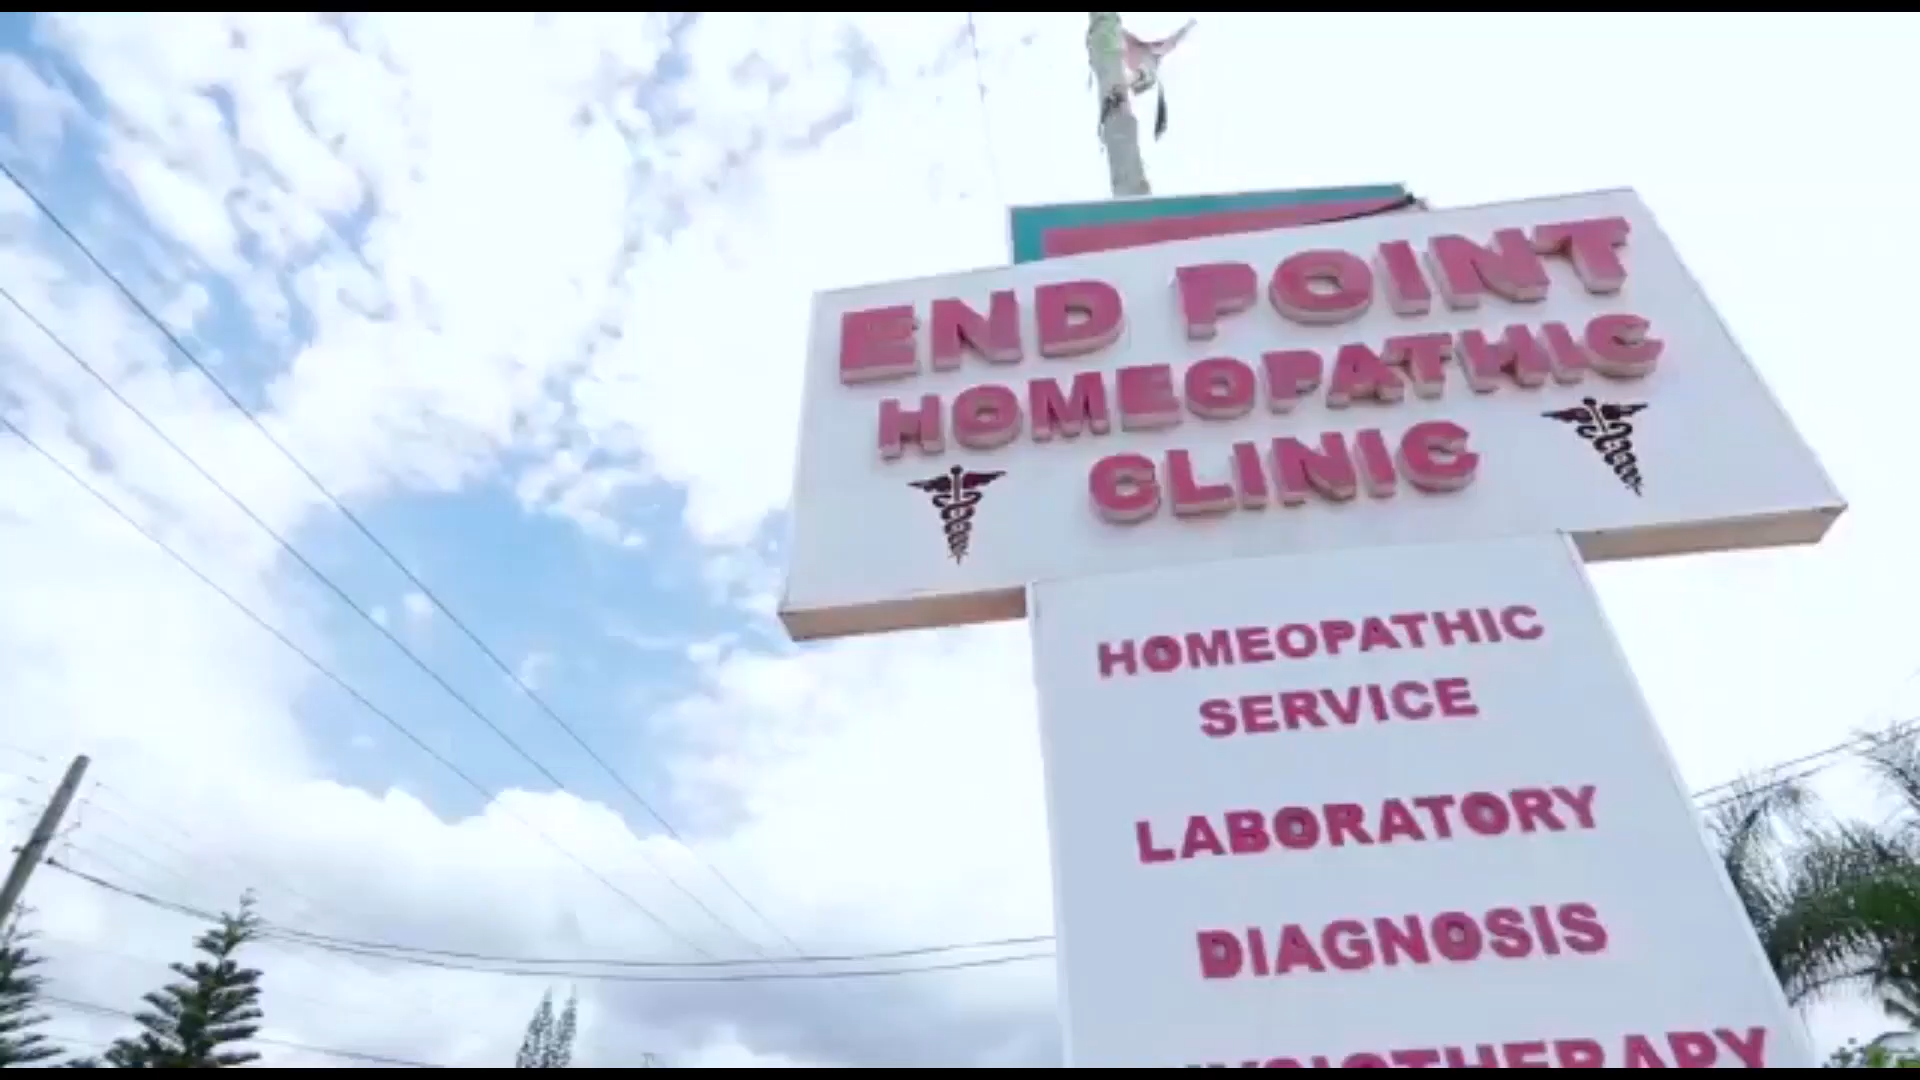 END POINT
HOMEOPATHIC
CLINIC
HOMEOPATHIC
SERVICE
LABORATORY
DIAGNOSIS